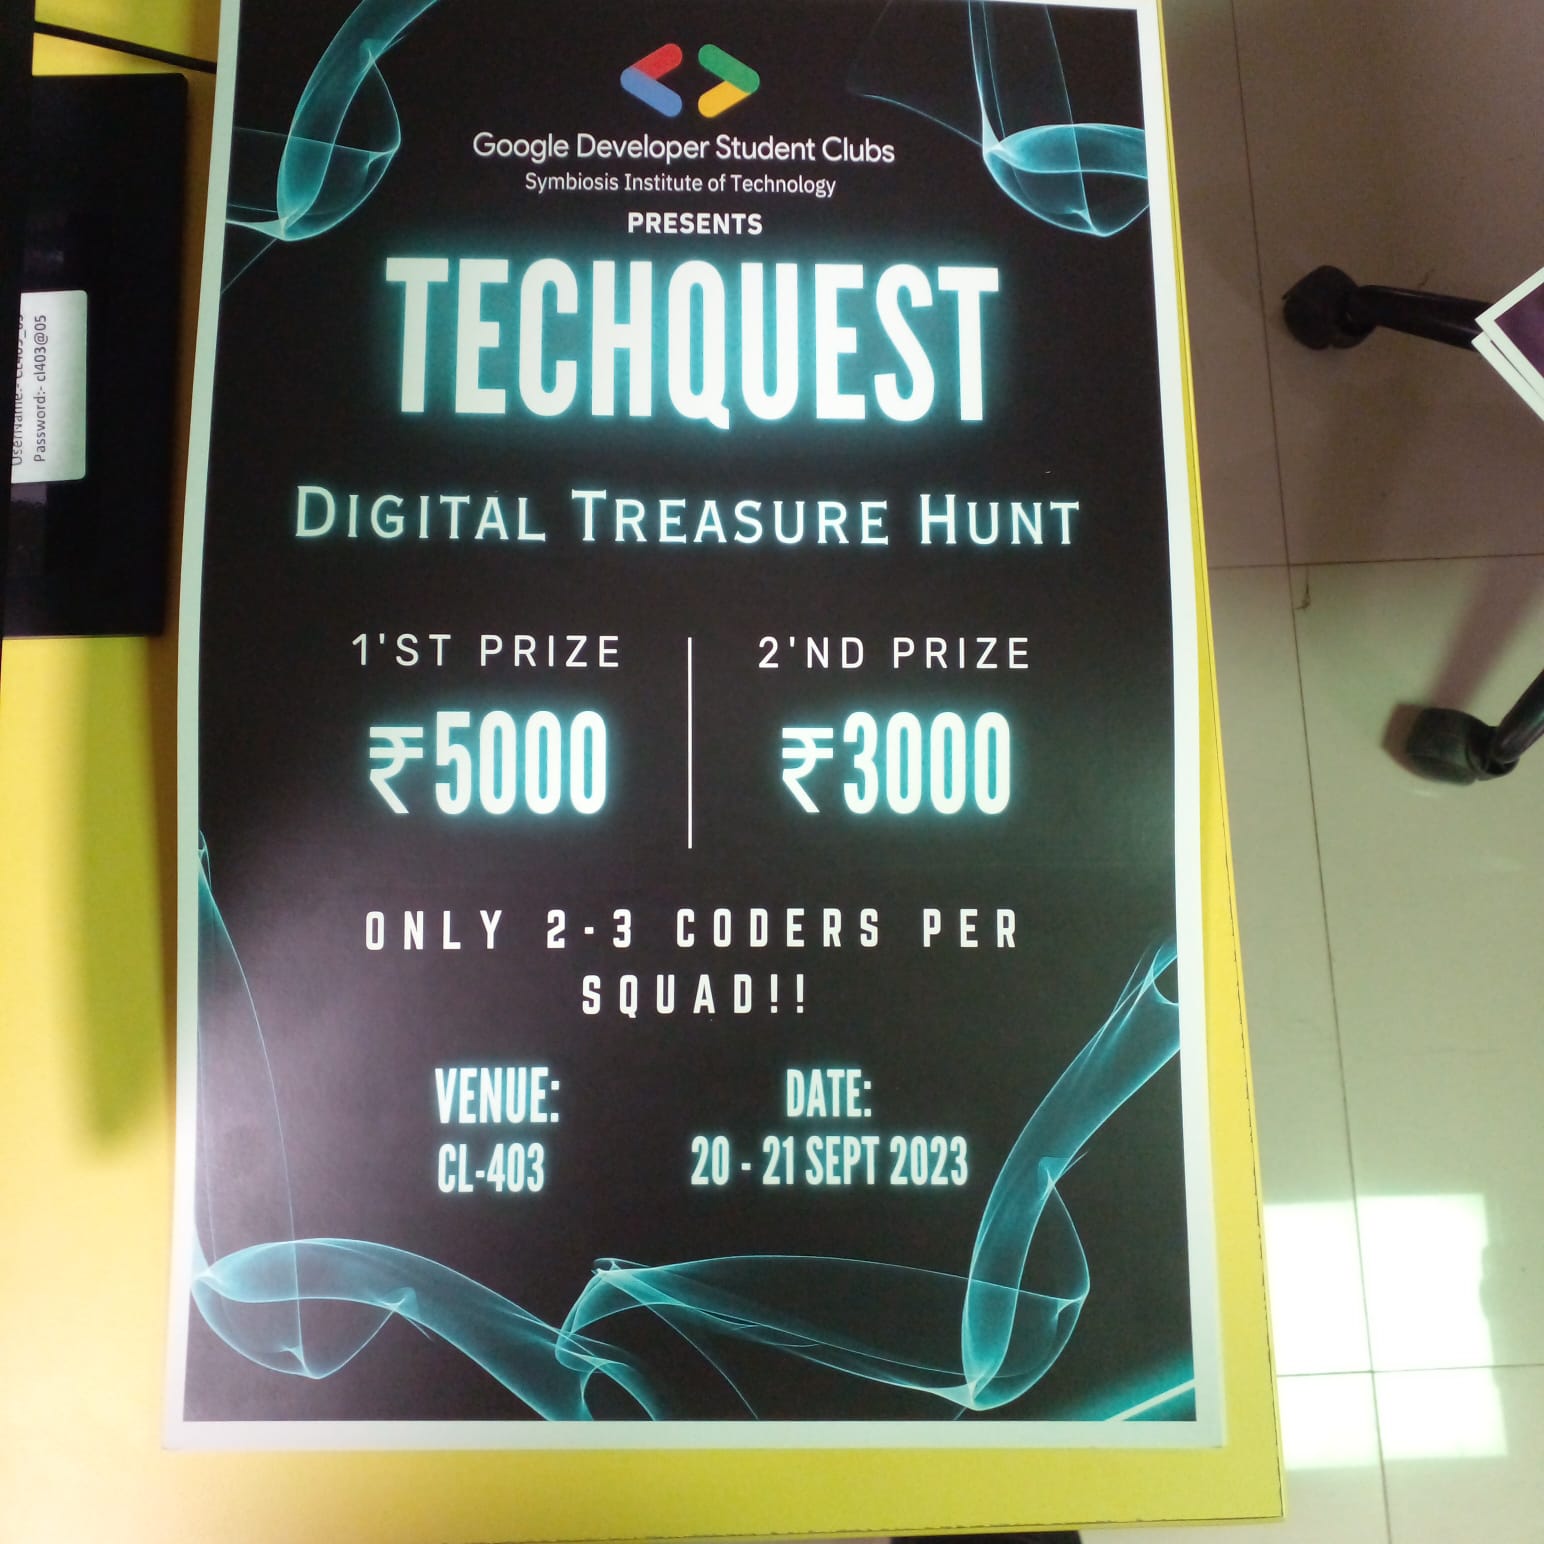 Google Developer Student Clubs
Symbiosis Institute of Technology
PRESENTS
TECHQUEST
DIGITAL TREASURE HUNT
1'ST PRIZE
₹5000
2'ND PRIZE
₹3000
ONLY 2-3 CODERS PER
SQUAD!!
VENUE:
CL-403
DATE:
20 - 21 SEPT 2023
UserName:-
Password:- cl403@05